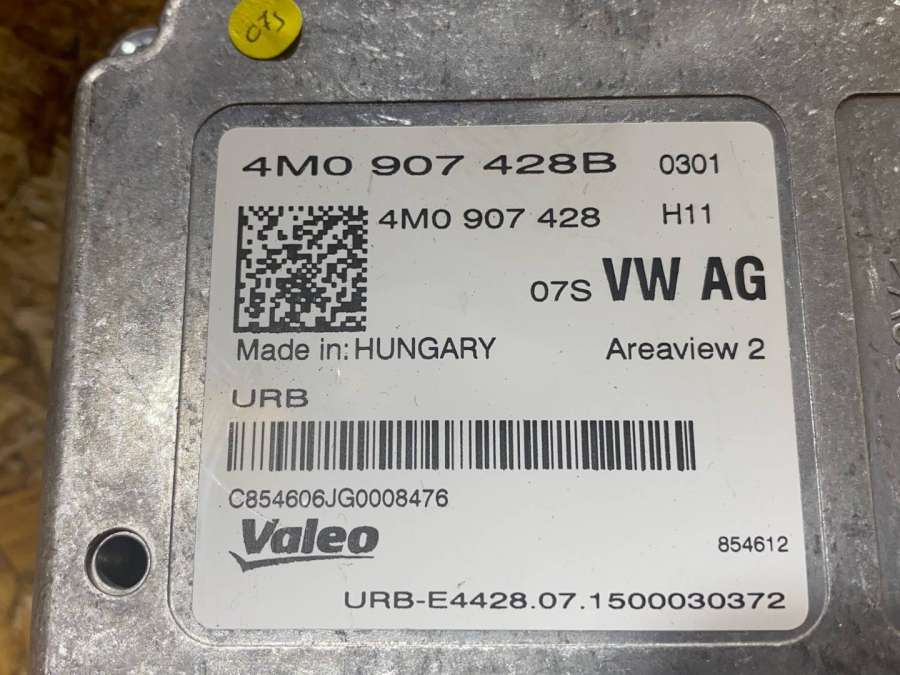 07S
4M0 907 428B 0301
4M0 907 428 H11
07S VW AG
Made in: HUNGARY Areaview 2
URB
C854606JG0008476
Valeo 854612
URB-E4428.07.1500030372